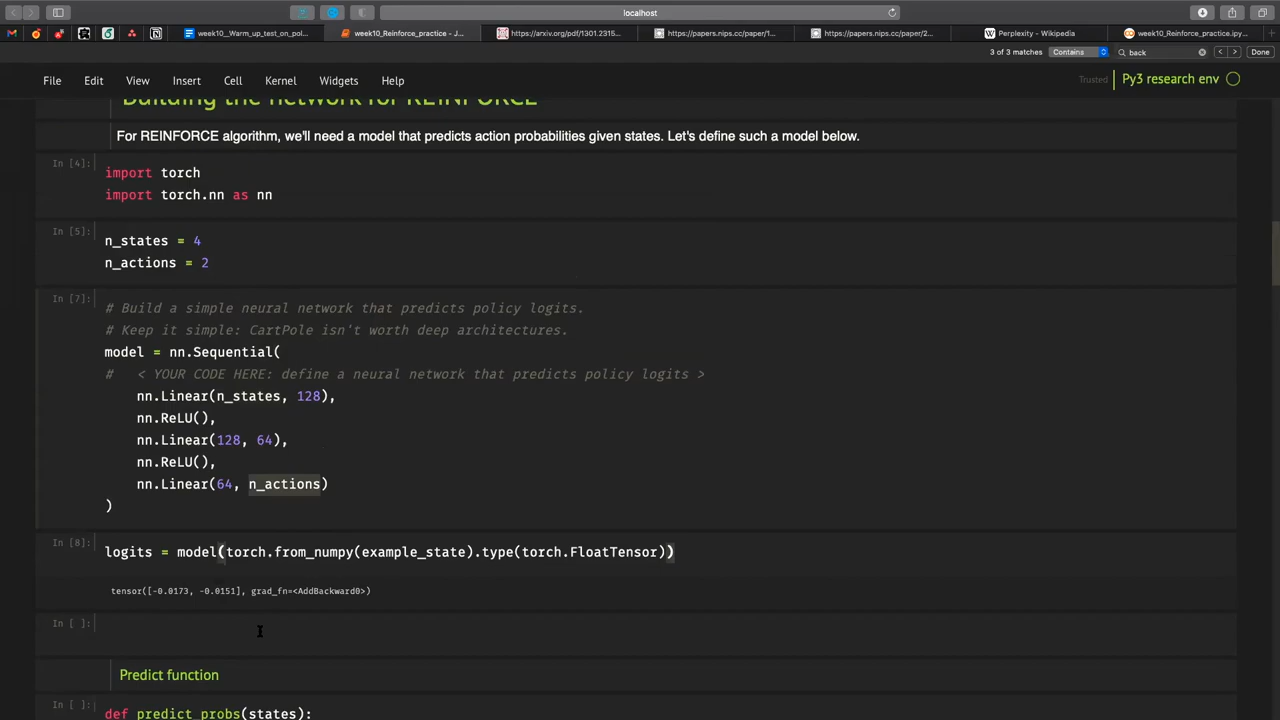 localhost
week10__Warm_up_test_on_pol...
week10_Reinforce_practice - J...
https://arxiv.org/pdf/1301.2315...
https://papers.nips.cc/paper/1...
https://papers.nips.cc/paper/2...
Perplexity - Wikipedia
week10_Reinforce_practice.ipy...
3 of 3 matches
Contains
back
Done
File Edit View Insert Cell Kernel Widgets Help
Trusted
Py3 research env
Building the network for REINFORCE
For REINFORCE algorithm, we'll need a model that predicts action probabilities given states. Let's define such a model below.
In [4]:
import torch
import torch.nn as nn
In [5]:
n_states = 4
n_actions = 2
In [7]:
# Build a simple neural network that predicts policy logits.
# Keep it simple: CartPole isn't worth deep architectures.
model = nn.Sequential(
#   < YOUR CODE HERE: define a neural network that predicts policy logits >
    nn.Linear(n_states, 128),
    nn.ReLU(),
    nn.Linear(128, 64),
    nn.ReLU(),
    nn.Linear(64, n_actions)
)
In [8]:
logits = model(torch.from_numpy(example_state).type(torch.FloatTensor))
tensor([-0.0173, -0.0151], grad_fn=<AddBackward0>)
In [ ]:
Predict function
In [ ]:
def predict_probs(states):